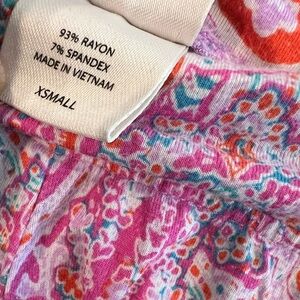 93% RAYON
7% SPANDEX
MADE IN VIETNAM
XSMALL